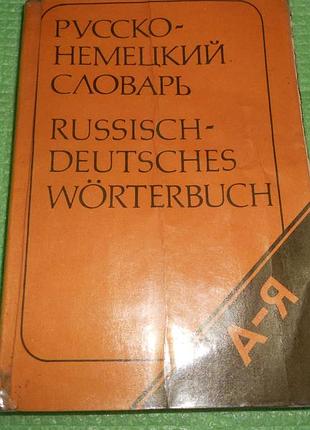 РУССКО-
НЕМЕЦКИЙ
СЛОВАРЬ
RUSSISCH-
DEUTSCHES
WÖRTERBUCH
А-Я